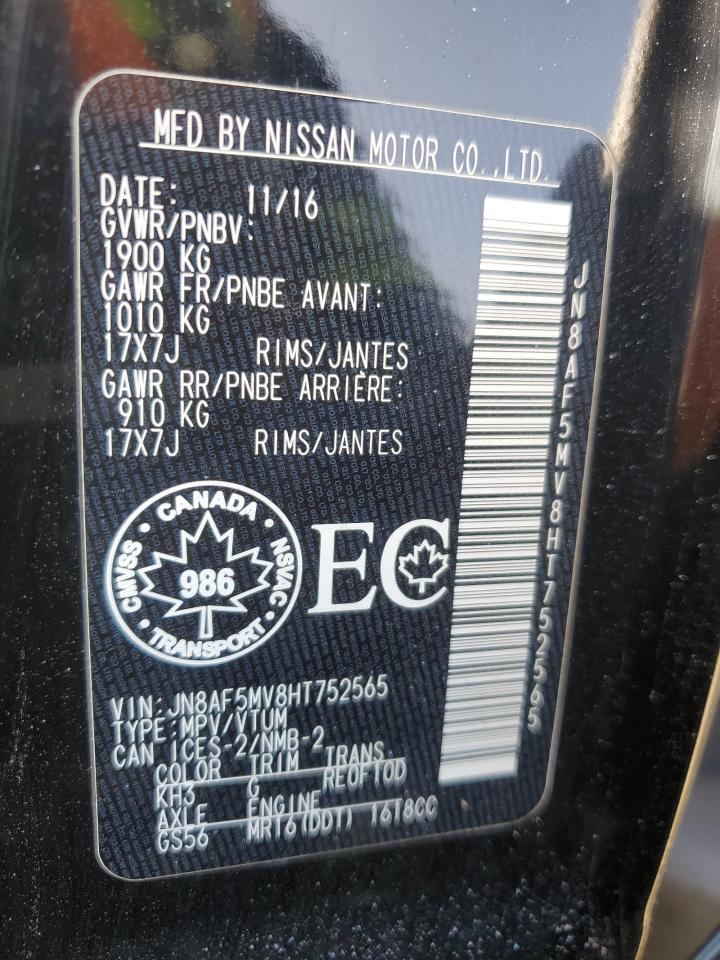 MFD BY NISSAN MOTOR CO.,LTD.
DATE: 11/16
GVWR/PNBV:
1900 KG
GAWR FR/PNBE AVANT:
1010 KG
17X7J RIMS/JANTES
GAWR RR/PNBE ARRIÈRE:
910 KG
17X7J RIMS/JANTES
JN8AF5MV8HT752565
CANADA
CMVSS
986
NSVAC
TRANSPORT
EC
VIN:JN8AF5MV8HT752565
TYPE:MPV/VTUM
CAN ICES-2/NMB-2
COLOR TRIM TRANS.
KH3 G REOFTOD
AXLE ENGINE
GS56 MR16(DDT) 16T8CC